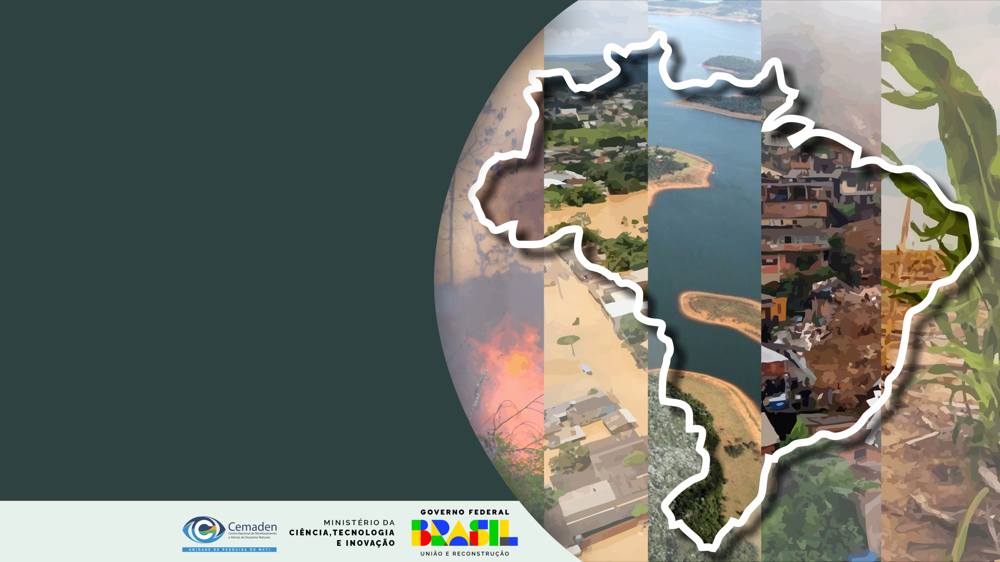 Cemaden
Centro Nacional de Monitoramento
e Alertas de Desastres Naturais
UNIDADE DE PESQUISA DO MCTI
MINISTÉRIO DA
CIÊNCIA,TECNOLOGIA
E INOVAÇÃO
GOVERNO FEDERAL
BRASIL
UNIÃO E RECONSTRUÇÃO